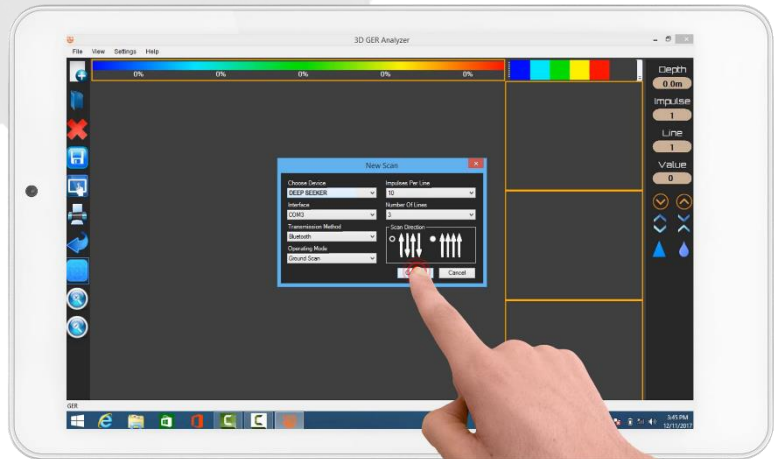 3D GER Analyzer
File View Settings Help
0% 0% 0% 0% 0%
Depth
0.0m
Impulse
1
Line
1
Value
0
New Scan
Choose Device
DEEP SEEKER
Interface
COM3
Transmission Method
Bluetooth
Operating Mode
Ground Scan
Impulses Per Line
10
Number Of Lines
3
Scan Direction
Cancel
GER
3:45 PM
12/11/2017